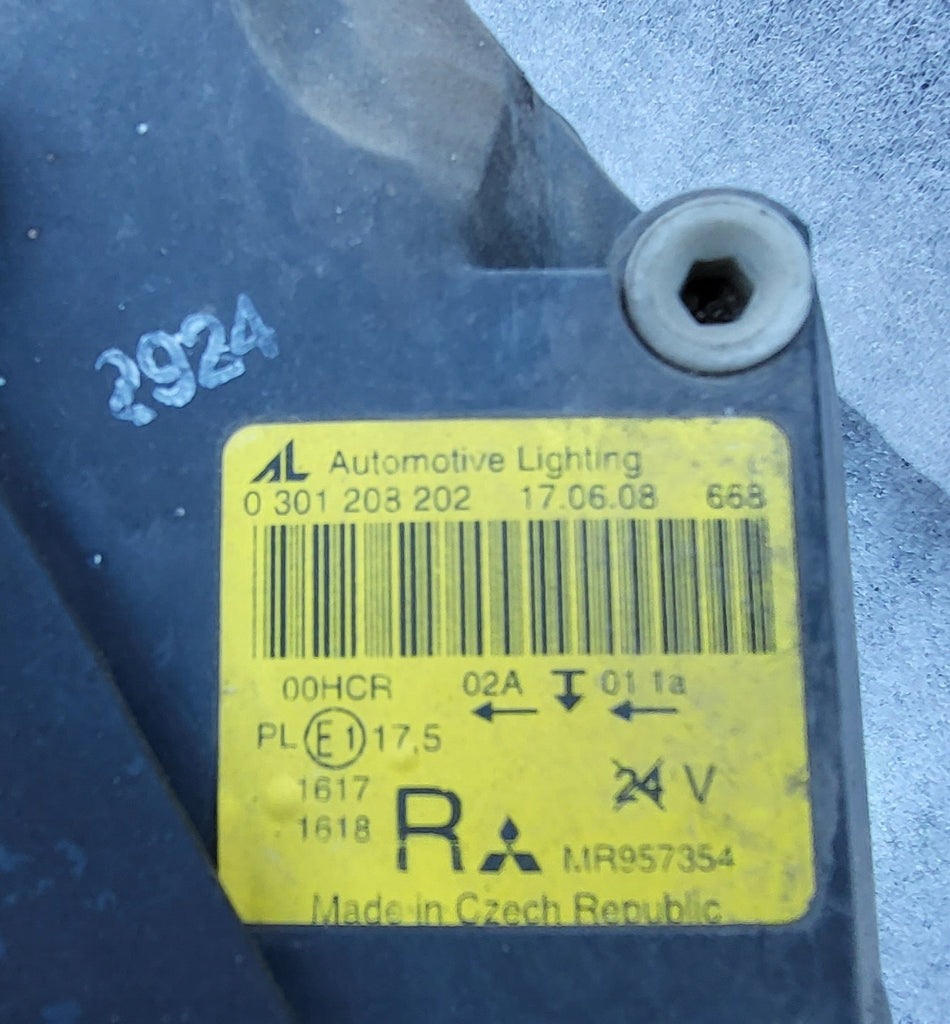 2924
AL Automotive Lighting
0 301 208 202 17.06.08 668
00HCR 02A 01 1a
PL E1 17,5
24 V
1617
1618
R MR957354
Made in Czech Republic